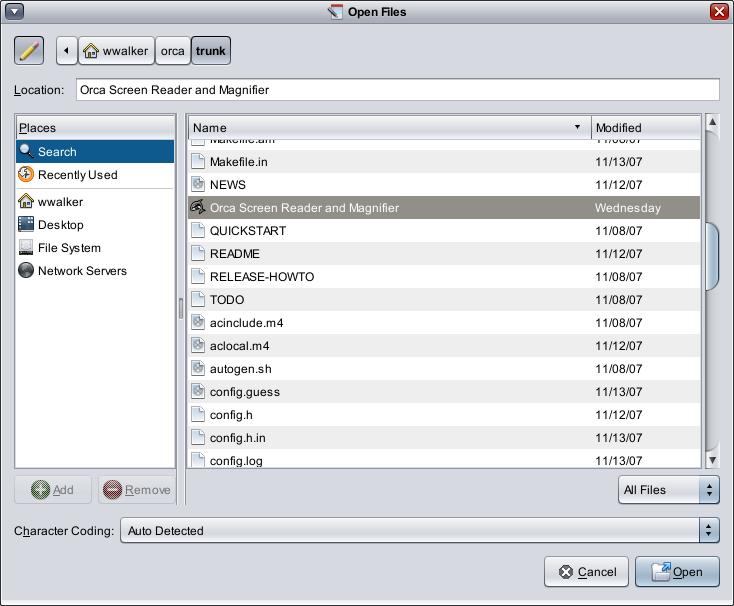 Open Files
wwalker orca trunk
Location: Orca Screen Reader and Magnifier
Places
Search
Recently Used
wwalker
Desktop
File System
Network Servers
Name Modified
Makefile.am 11/08/07
Makefile.in 11/13/07
NEWS 11/12/07
Orca Screen Reader and Magnifier Wednesday
QUICKSTART 11/08/07
README 11/12/07
RELEASE-HOWTO 11/08/07
TODO 11/08/07
acinclude.m4 11/08/07
aclocal.m4 11/12/07
autogen.sh 11/08/07
config.guess 11/13/07
config.h 11/12/07
config.h.in 11/13/07
config.log 11/13/07
Add Remove
All Files
Character Coding: Auto Detected
Cancel Open